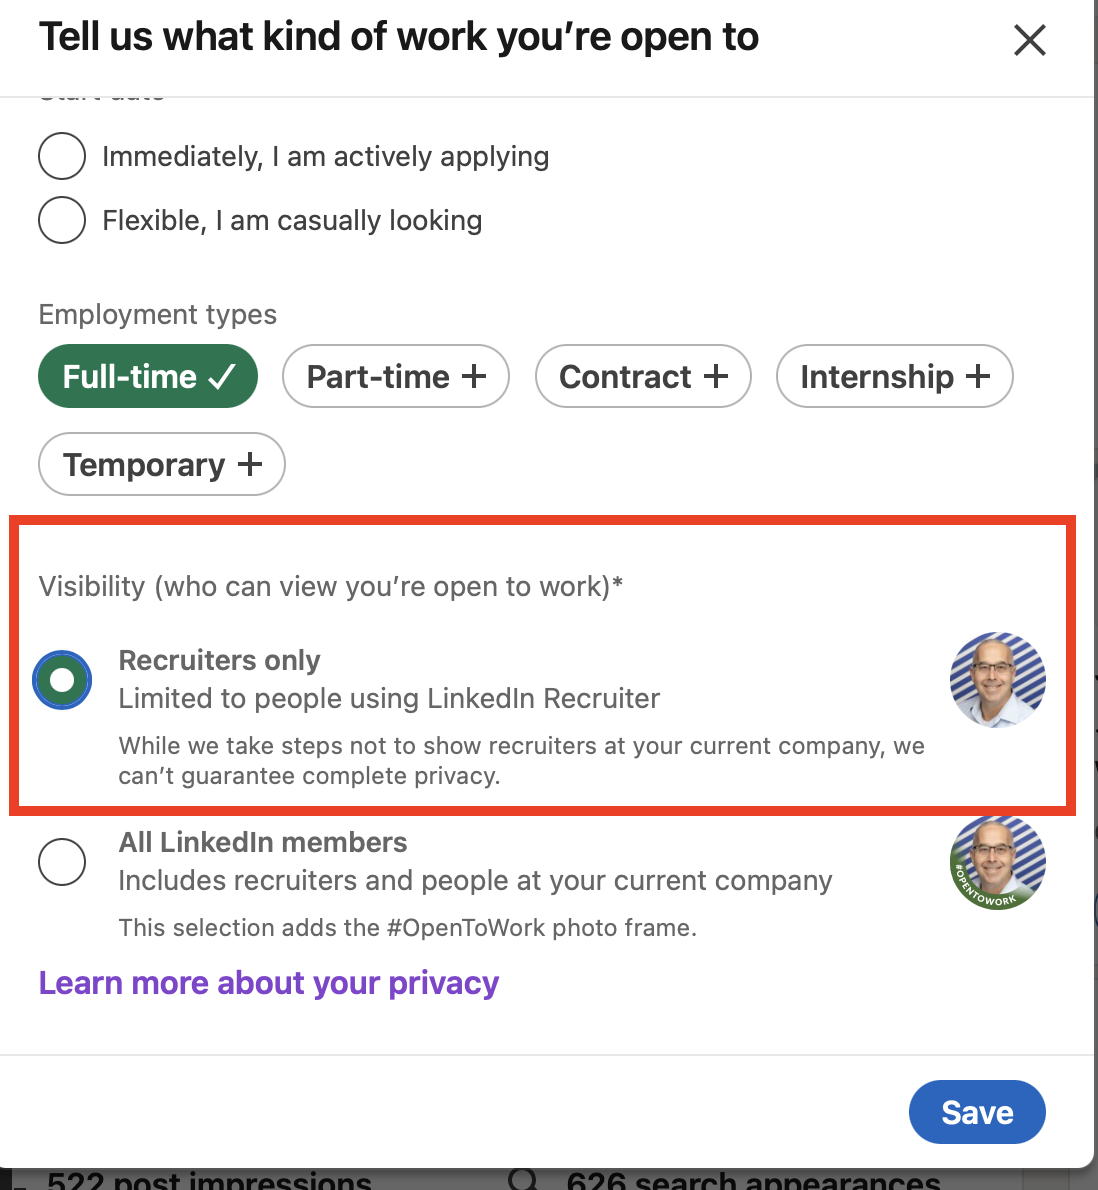 Tell us what kind of work you’re open to
Start date
Immediately, I am actively applying
Flexible, I am casually looking
Employment types
Full-time
Part-time
Contract
Internship
Temporary
Visibility (who can view you’re open to work)*
Recruiters only
Limited to people using LinkedIn Recruiter
While we take steps not to show recruiters at your current company, we
can’t guarantee complete privacy.
All LinkedIn members
Includes recruiters and people at your current company
#OPENTOWORK
This selection adds the #OpenToWork photo frame.
Learn more about your privacy
Save
522 post impressions
626 search appearances